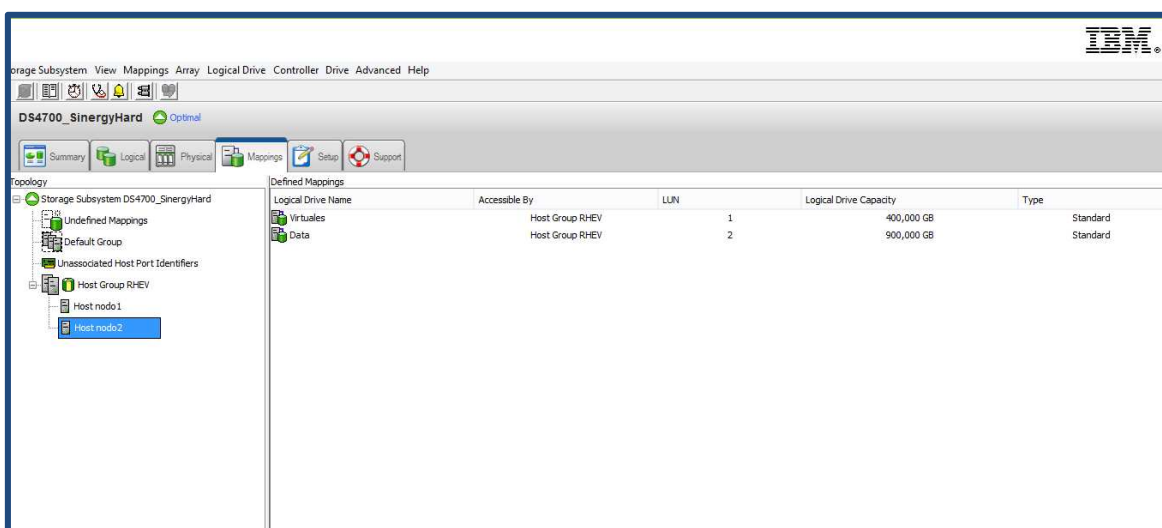 IBM.
orage Subsystem View Mappings Array Logical Drive Controller Drive Advanced Help
DS4700_SinergyHard Optimal
Summary Logical Physical Mappings Setup Support
Topology
Storage Subsystem DS4700_SinergyHard
Undefined Mappings
Default Group
Unassociated Host Port Identifiers
Host Group RHEV
Host nodo1
Host nodo2
Defined Mappings
Logical Drive Name Accessible By LUN Logical Drive Capacity Type
Virtuales Host Group RHEV 1 400,000 GB Standard
Data Host Group RHEV 2 900,000 GB Standard